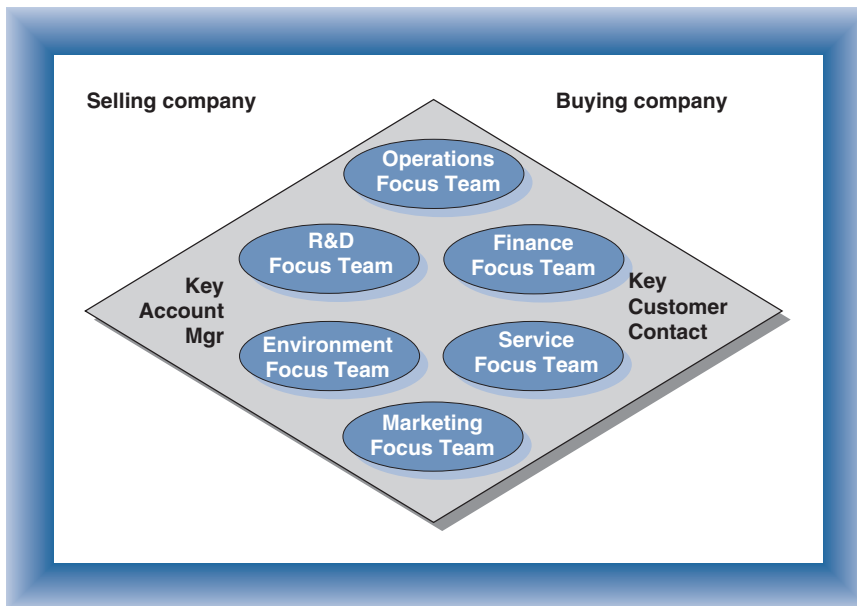 Selling company
Buying company
Operations
Focus Team
R&D
Focus Team
Finance
Focus Team
Key
Account
Mgr
Key
Customer
Contact
Environment
Focus Team
Service
Focus Team
Marketing
Focus Team